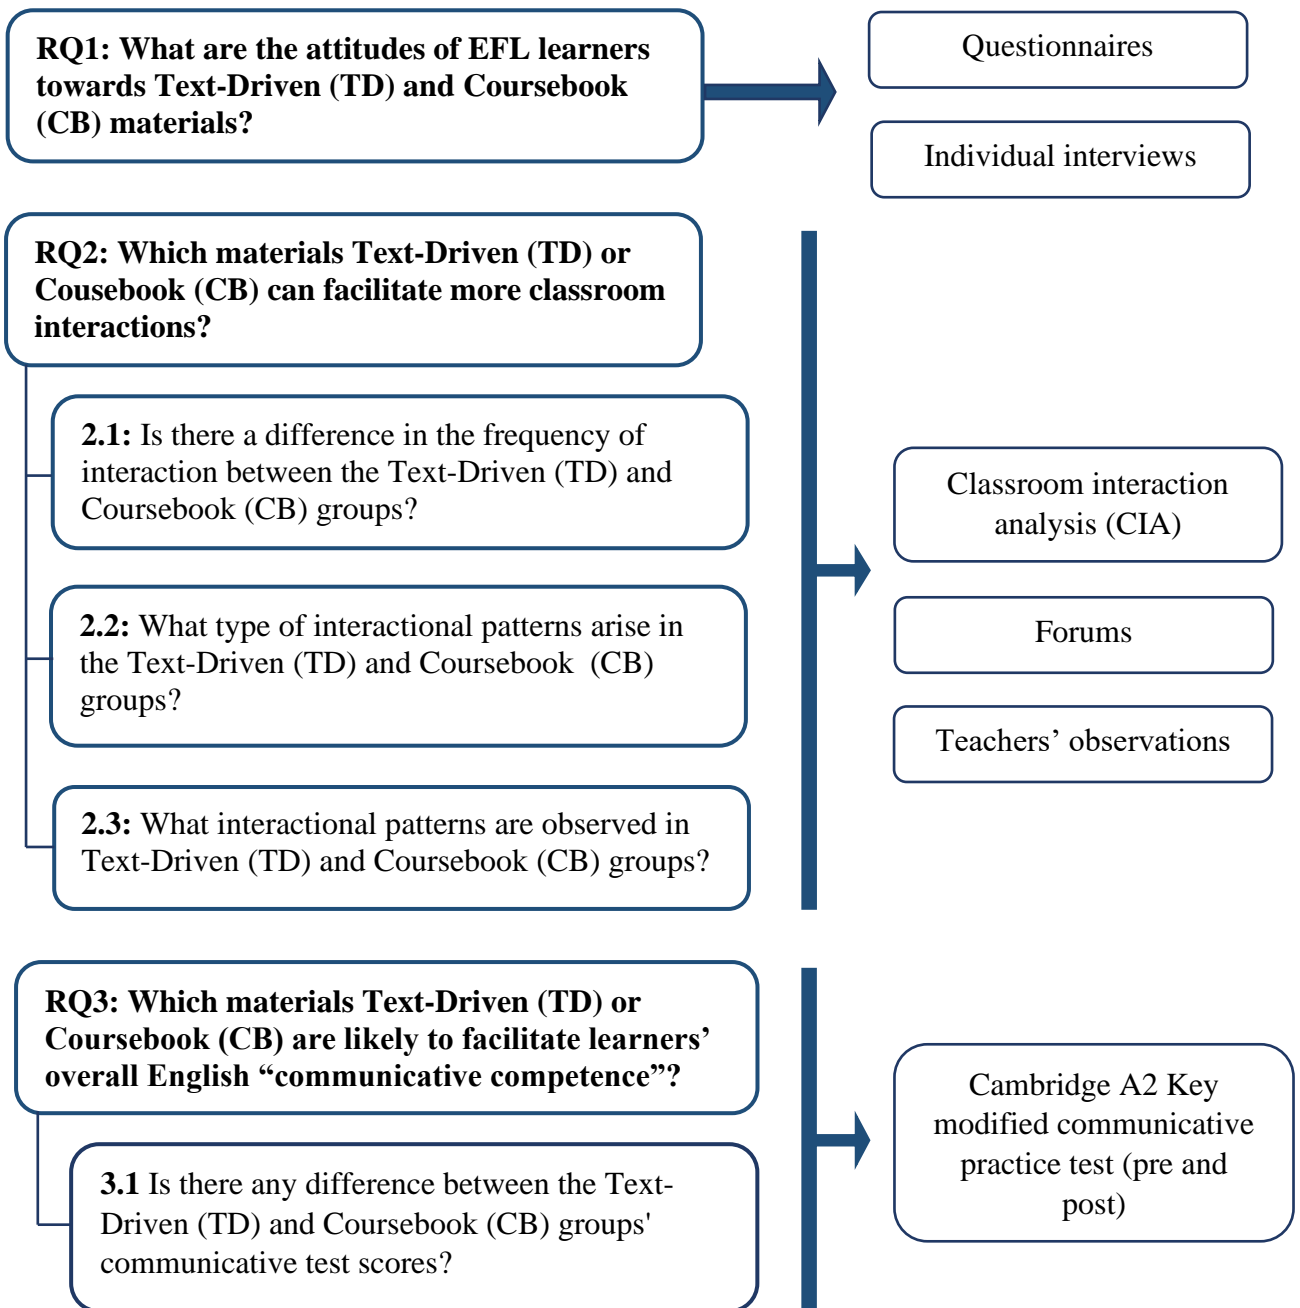 RQ1: What are the attitudes of EFL learners
towards Text-Driven (TD) and Coursebook
(CB) materials?
Questionnaires
Individual interviews
RQ2: Which materials Text-Driven (TD) or
Cousebook (CB) can facilitate more classroom
interactions?
2.1: Is there a difference in the frequency of
interaction between the Text-Driven (TD) and
Coursebook (CB) groups?
2.2: What type of interactional patterns arise in
the Text-Driven (TD) and Coursebook (CB)
groups?
2.3: What interactional patterns are observed in
Text-Driven (TD) and Coursebook (CB) groups?
Classroom interaction
analysis (CIA)
Forums
Teachers’ observations
RQ3: Which materials Text-Driven (TD) or
Coursebook (CB) are likely to facilitate learners’
overall English “communicative competence”?
3.1 Is there any difference between the Text-
Driven (TD) and Coursebook (CB) groups'
communicative test scores?
Cambridge A2 Key
modified communicative
practice test (pre and
post)